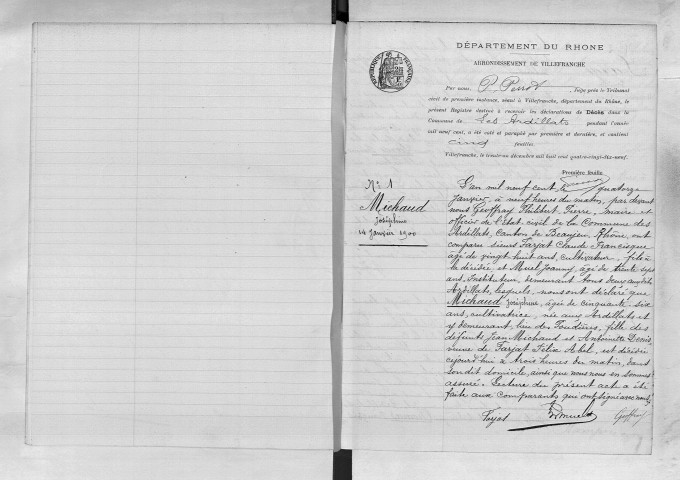 DÉPARTEMENT DU RHONE
ARRONDISSEMENT DE VILLEFRANCHE
Par nous, P. Perrot, Juge près le Tribunal
civil de première instance, séant à Villefranche, département du Rhône, le
présent Registre destiné à recevoir les déclarations de Décès dans la
Commune de Les Ardillats pendant l'année
mil neuf cent, a été coté et paraphé par première et dernière, et contient
cinq feuilles.
Villefranche, le décembre mil huit cent quatre-vingt-dix-neuf.
Première feuille
No 1
Michaud
Joséphine
14 Janvier 1900
L'an mil neuf cent, le quatorze
Janvier, à neuf heures du matin, par devant
nous Geoffray Philibert Pierre, maire et
officier de l'état civil de la Commune des
Ardillats, Canton de Beaujeu, Rhône, ont
comparu sieurs Farjat Claude Francisque
âgé de vingt huit ans, cultivateur, fils à
la décédée, et Muel Joanny, âgé de trente sept
ans, Instituteur, demeurant tous deux aux dits
Ardillats, lesquels nous ont déclaré que
Michaud Joséphine, âgée de cinquante six
ans, cultivatrice, née aux Ardillats et
y demeurant, lieu des fille des
défunts Jean Michaud et Antoinette Denis,
veuve de Farjat Félix Abel, est décédée
cejourd'hui à trois heures du matin, dans
son dit domicile, ainsi que nous nous en sommes
assuré. Lecture du présent acte a été
faite aux comparants qui ont signé avec nous.
Farjat Muel Geoffray